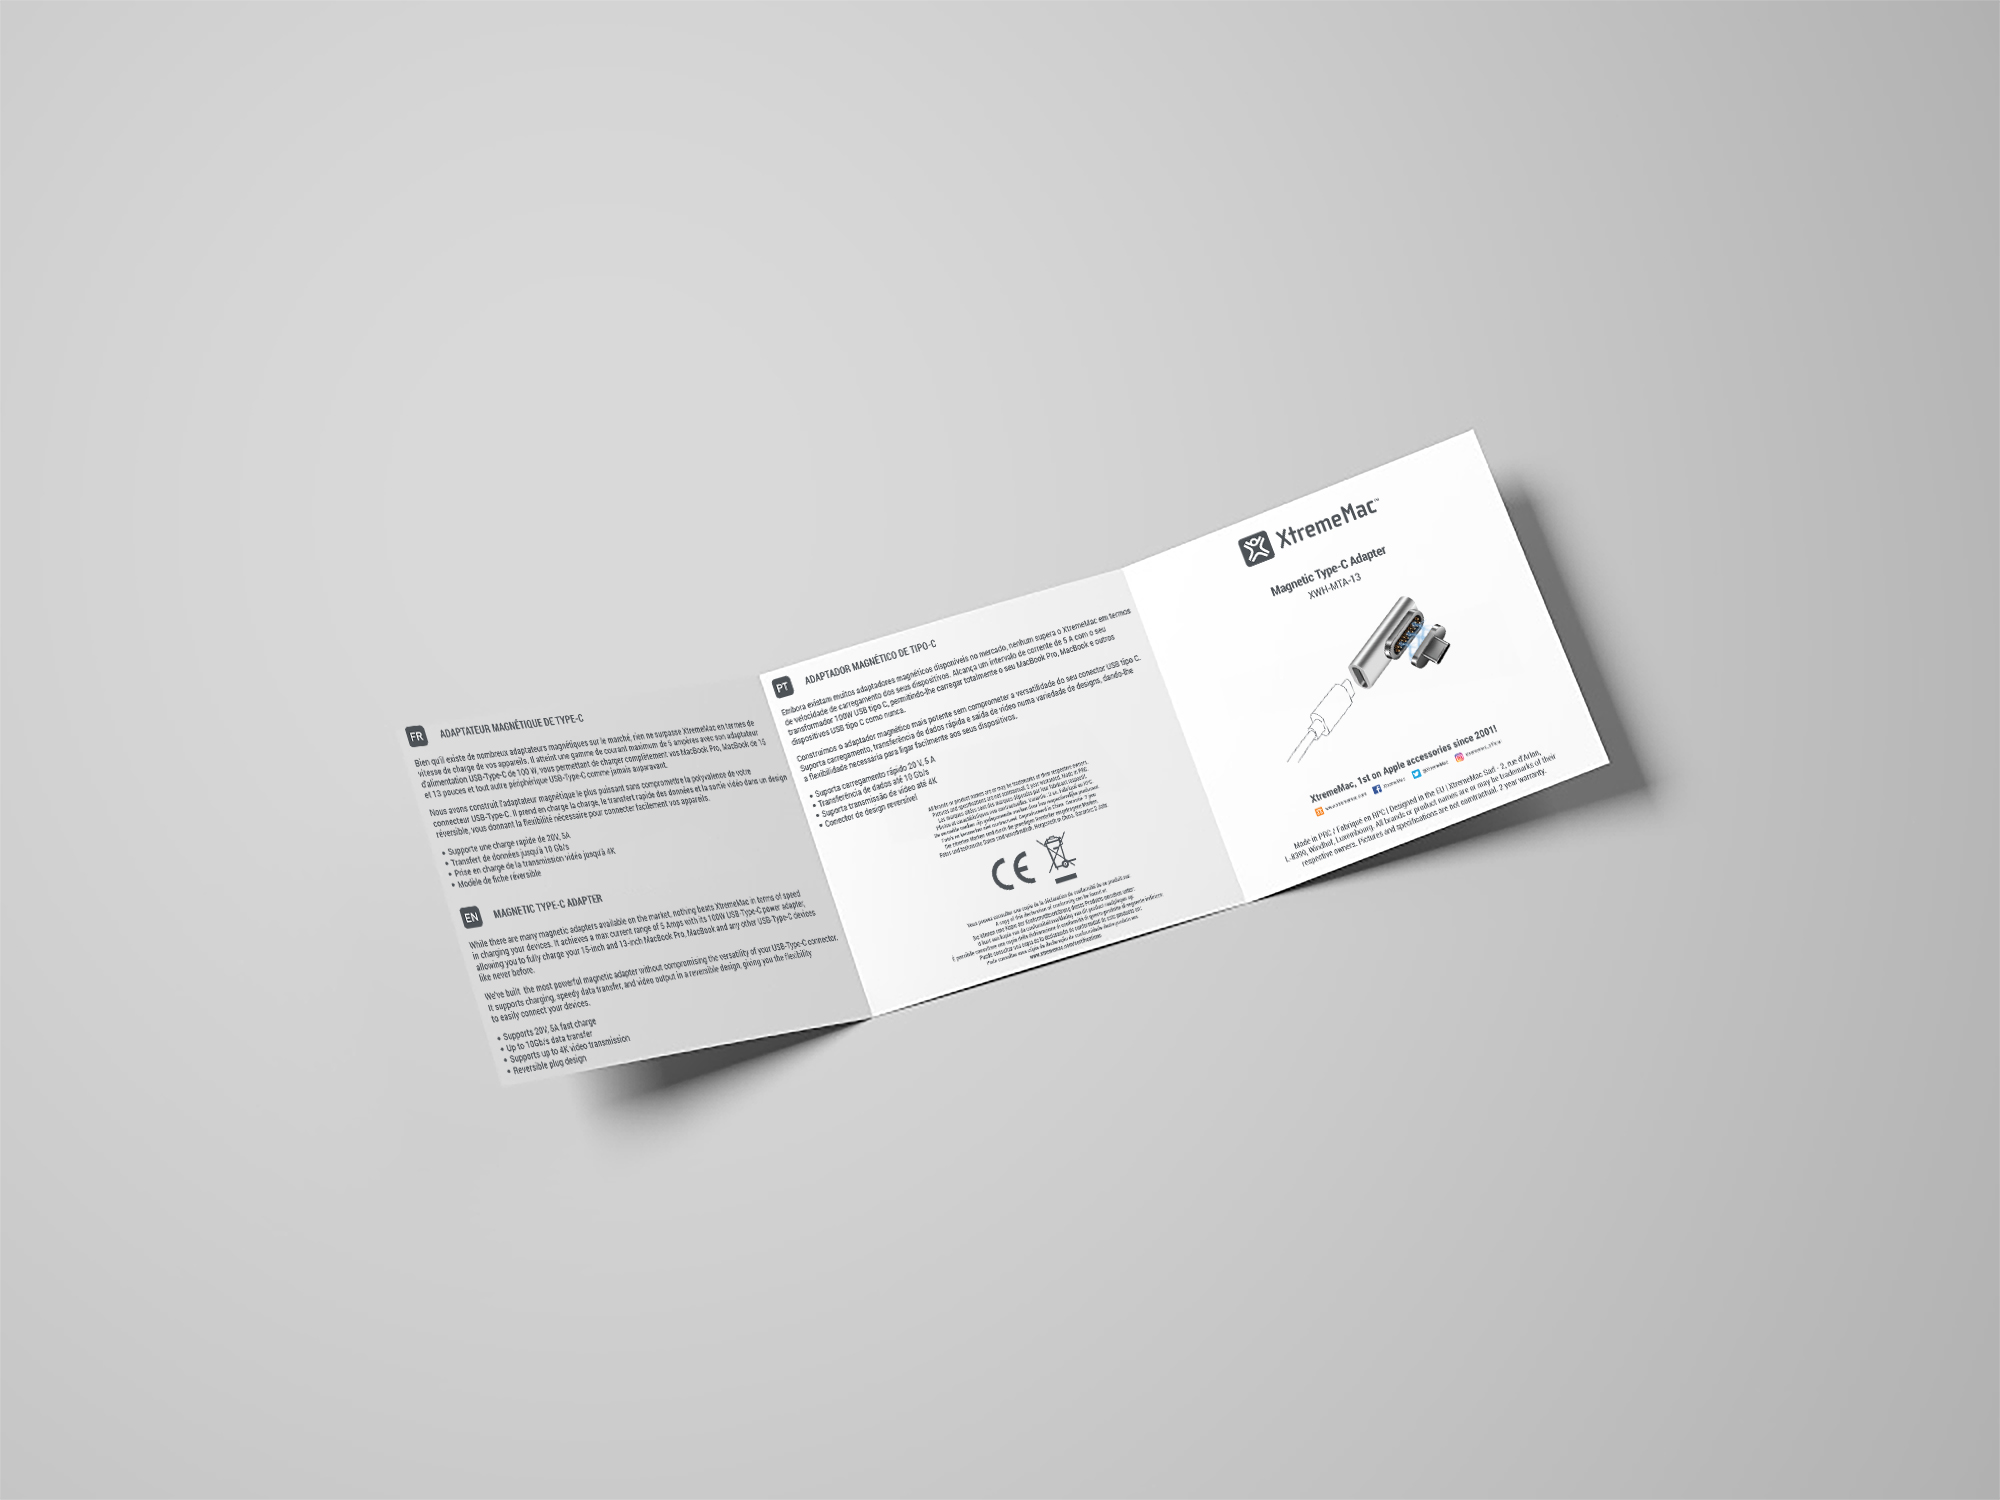 FR
ADAPTATEUR MAGNÉTIQUE DE TYPE-C
Bien qu'il existe de nombreux adaptateurs magnétiques sur le marché, rien ne surpasse XtremeMac en termes de
vitesse de charge de vos appareils. Il atteint une gamme de courant maximum de 5 ampères avec son adaptateur
d'alimentation USB-Type-C de 100 W, vous permettant de charger complètement vos MacBook Pro, MacBook de 15
et 13 pouces et tout autre périphérique USB-Type-C comme jamais auparavant.
Nous avons construit l'adaptateur magnétique le plus puissant sans compromettre la polyvalence de votre
connecteur USB-Type-C. Il prend en charge la charge, le transfert rapide des données et la sortie vidéo dans un design
réversible, vous donnant la flexibilité nécessaire pour connecter facilement vos appareils.
• Supporte une charge rapide de 20V, 5A
• Transfert de données jusqu'à 10 Gb/s
• Prise en charge de la transmission vidéo jusqu'à 4K
• Modèle de fiche réversible
EN
MAGNETIC TYPE-C ADAPTER
While there are many magnetic adapters available on the market, nothing beats XtremeMac in terms of speed
in charging your devices. It achieves a max current range of 5 Amps with its 100W USB-Type-C power adapter,
allowing you to fully charge your 15-inch and 13-inch MacBook Pro, MacBook and any other USB-Type-C devices
like never before.
We've built the most powerful magnetic adapter without compromising the versatility of your USB-Type-C connector.
It supports charging, speedy data transfer, and video output in a reversible design, giving you the flexibility
to easily connect your devices.
• Supports 20V, 5A fast charge
• Up to 10Gb/s data transfer
• Supports up to 4K video transmission
• Reversible plug design
PT
ADAPTADOR MAGNÉTICO DE TIPO-C
Embora existam muitos adaptadores magnéticos disponíveis no mercado, nenhum supera o XtremeMac em termos
de velocidade de carregamento dos seus dispositivos. Alcança um intervalo de corrente de 5 A com o seu
transformador 100W USB tipo C, permitindo-lhe carregar totalmente o seu MacBook Pro, MacBook e outros
dispositivos USB tipo C como nunca.
Construímos o adaptador magnético mais potente sem comprometer a versatilidade do seu conector USB tipo C.
Suporta carregamento, transferência de dados rápida e saída de vídeo numa variedade de designs, dando-lhe
a flexibilidade necessária para ligar facilmente aos seus dispositivos.
• Suporta carregamento rápido 20 V, 5 A
• Transferência de dados até 10 Gb/s
• Suporta transmissão de vídeo até 4K
• Conector de design reversível
CE
www.xtrememac.com/certifications
XtremeMac™
Magnetic Type-C Adapter
XWH-MTA-13
XtremeMac, 1st on Apple accessories since 2001!
Made in PRC / Fabriqué en RPC | Designed in the EU | XtremeMac Sarl - 2, rue d'Arlon,
L-8399, Windhof, Luxembourg. All brands or product names are or may be trademarks of their
respective owners. Pictures and specifications are not contractual. 2 year warranty.